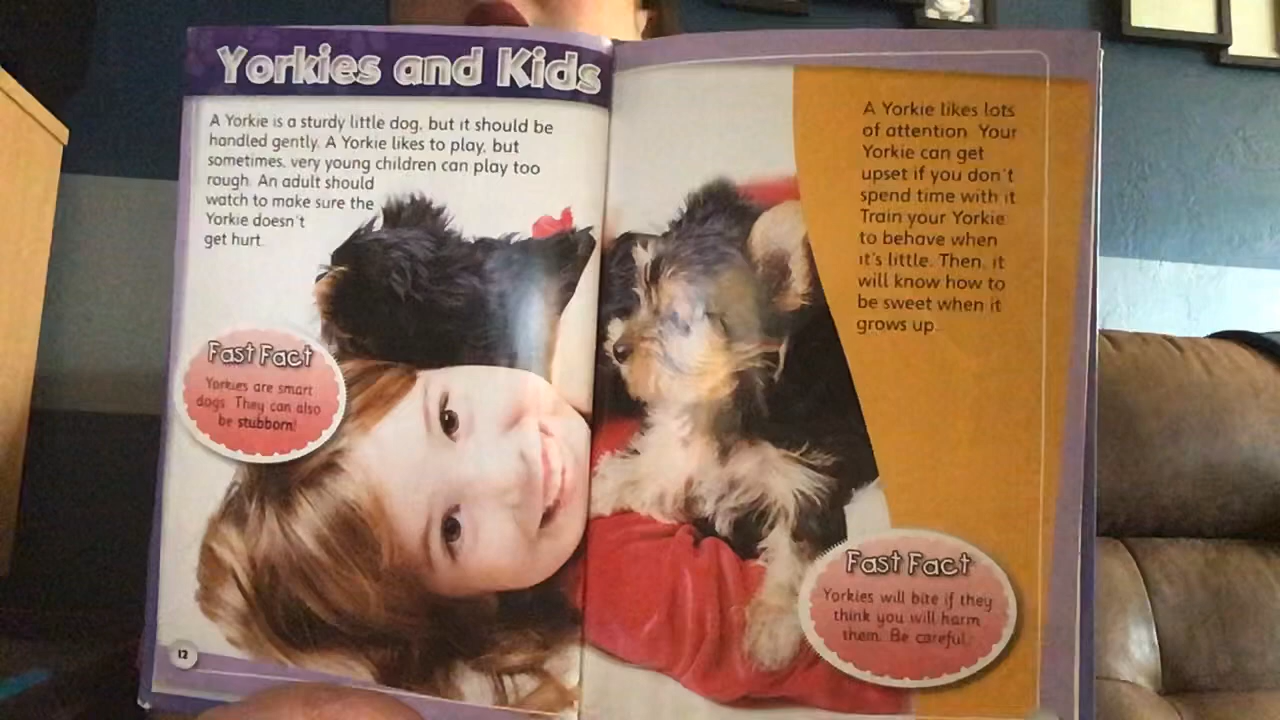 Yorkies and Kids
A Yorkie is a sturdy little dog, but it should be
handled gently. A Yorkie likes to play, but
sometimes, very young children can play too
rough. An adult should
watch to make sure the
Yorkie doesn't
get hurt.
Fast Fact
Yorkies are smart
dogs. They can also
be stubborn!
12
A Yorkie likes lots
of attention. Your
Yorkie can get
upset if you don't
spend time with it.
Train your Yorkie
to behave when
it's little. Then, it
will know how to
be sweet when it
grows up.
Fast Fact
Yorkies will bite if they
think you will harm
them. Be careful.